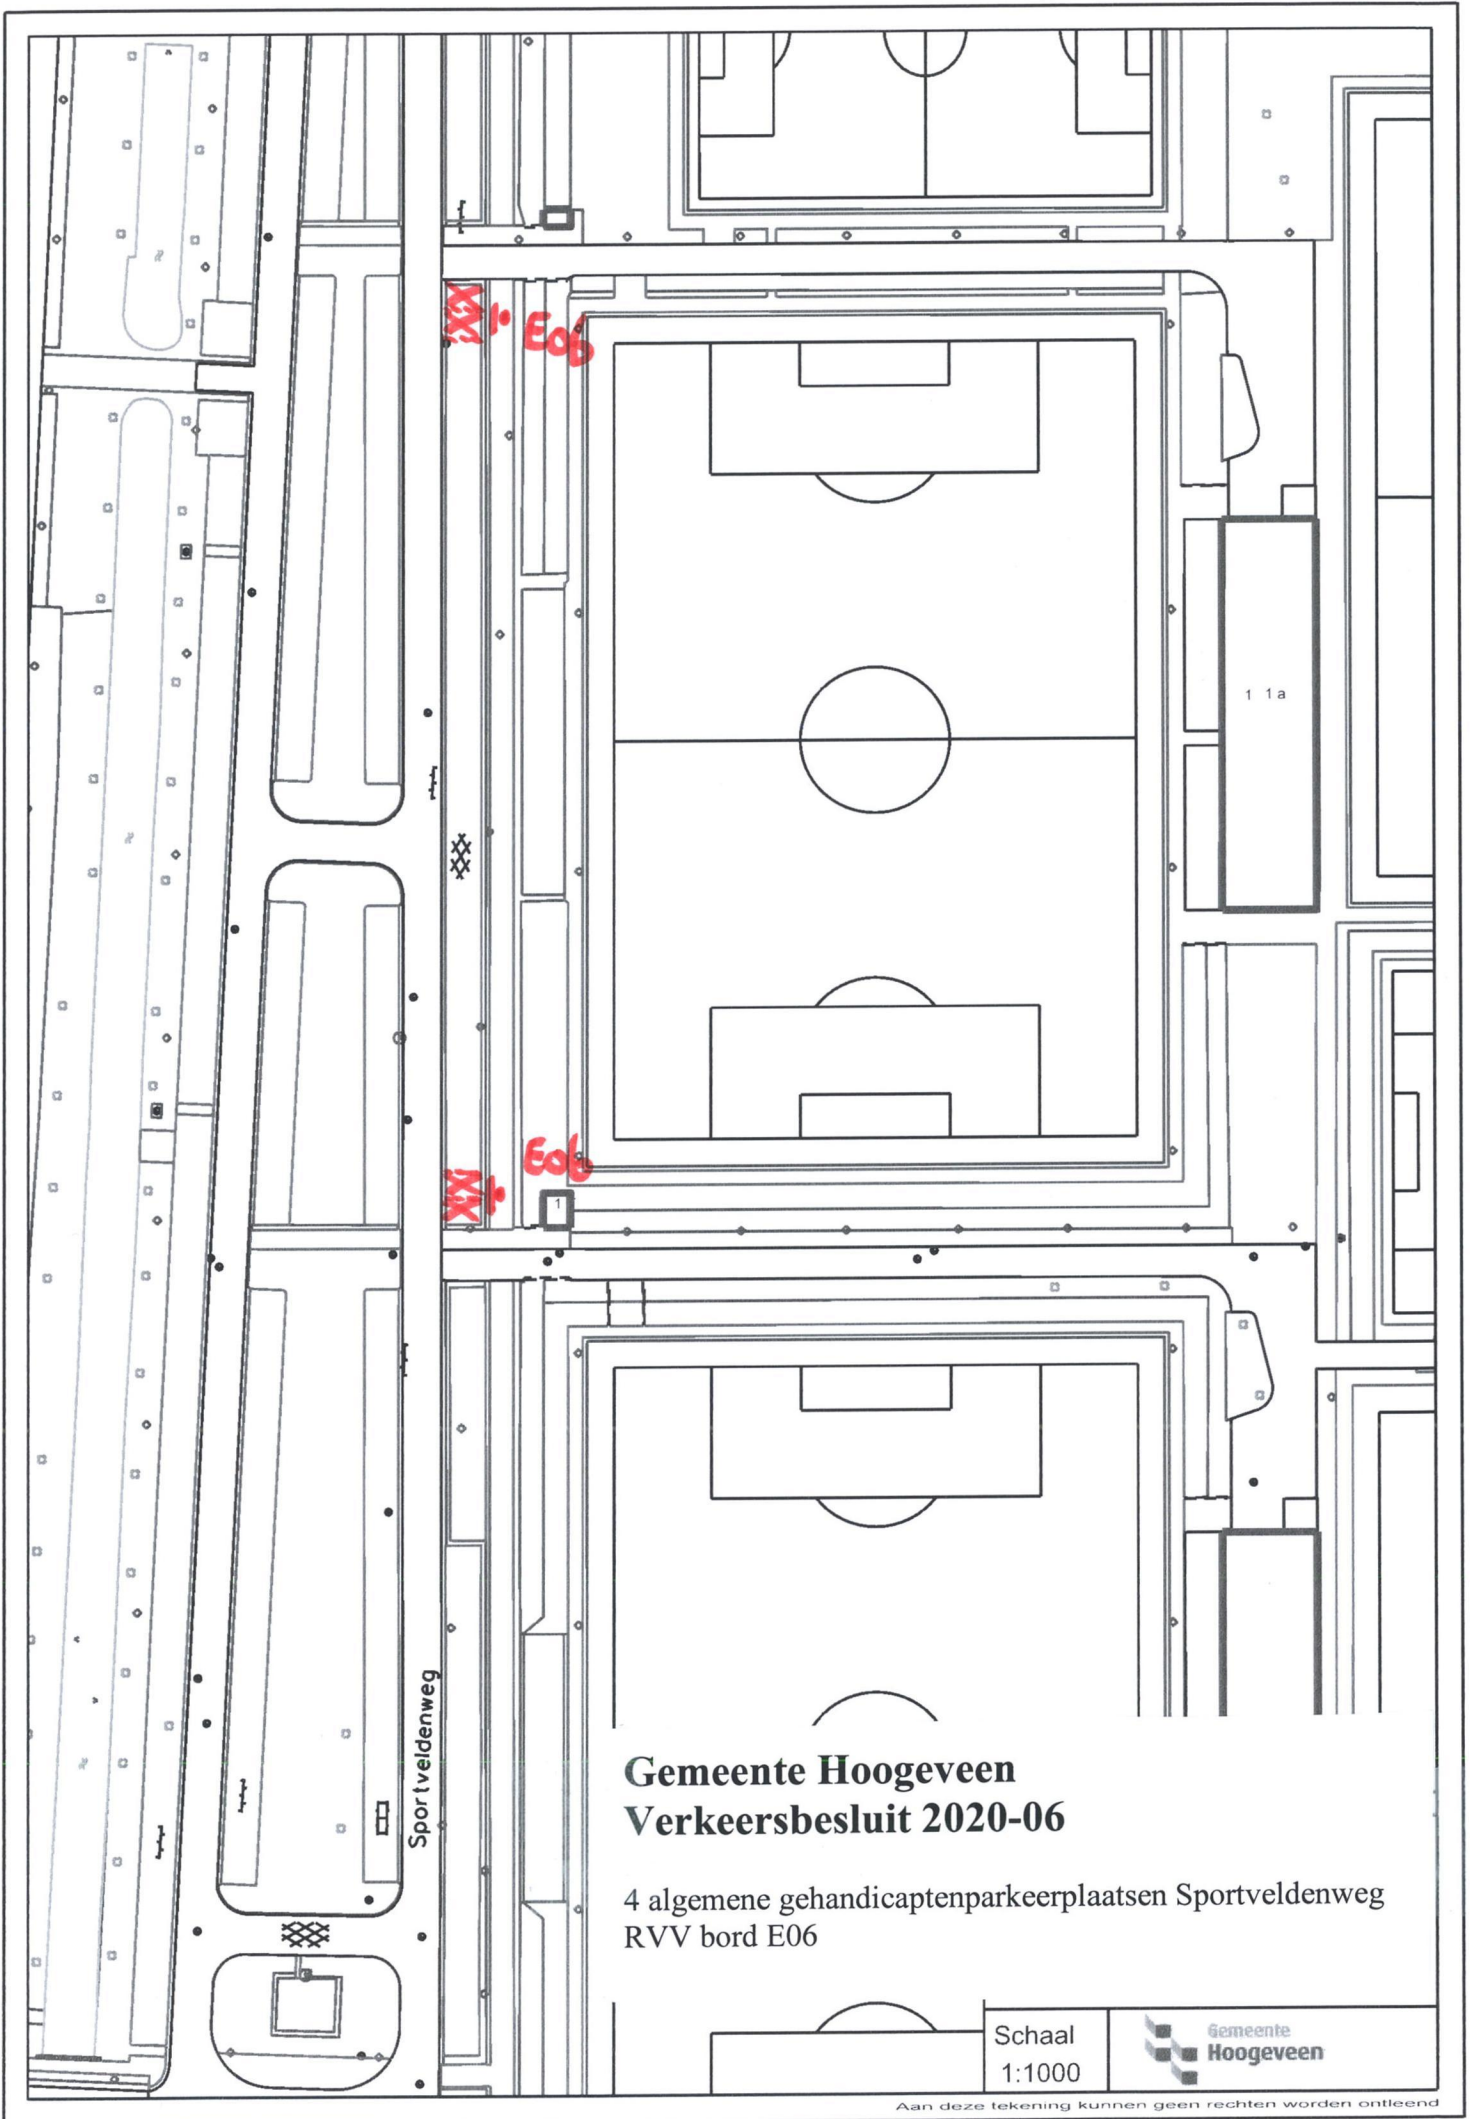 E06
1 1a
E06
1
Sportveldenweg
Gemeente Hoogeveen
Verkeersbesluit 2020-06
4 algemene gehandicaptenparkeerplaatsen Sportveldenweg
RVV bord E06
Schaal
1:1000
Gemeente
Hoogeveen
Aan deze tekening kunnen geen rechten worden ontleend